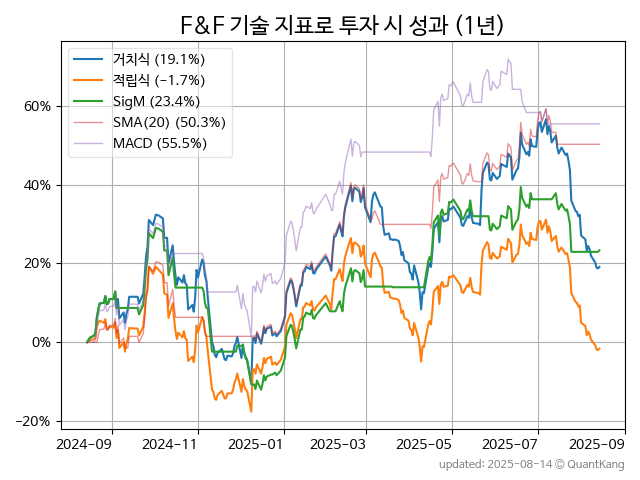 F&F 기술 지표로 투자 시 성과 (1년)
거치식 (19.1%)
적립식 (−1.7%)
SigM (23.4%)
SMA(20) (50.3%)
MACD (55.5%)
60%
40%
20%
0%
−20%
2024-09 2024-11 2025-01 2025-03 2025-05 2025-07 2025-09
updated: 2025-08-14 © QuantKang